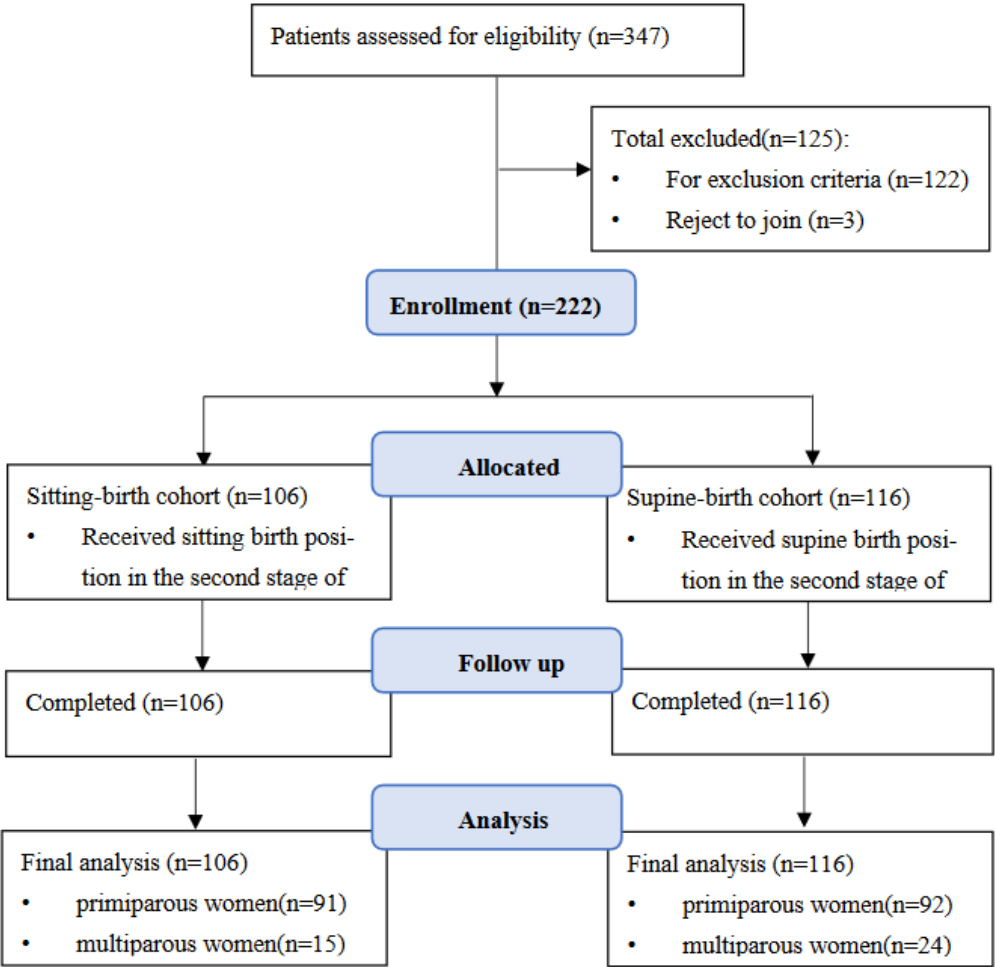 Patients assessed for eligibility (n=347)
Total excluded(n=125):
• For exclusion criteria (n=122)
• Reject to join (n=3)
Enrollment (n=222)
Allocated
Sitting-birth cohort (n=106)
• Received sitting birth posi-
tion in the second stage of
Supine-birth cohort (n=116)
• Received supine birth posi-
tion in the second stage of
Follow up
Completed (n=106)
Completed (n=116)
Analysis
Final analysis (n=106)
• primiparous women(n=91)
• multiparous women(n=15)
Final analysis (n=116)
• primiparous women(n=92)
• multiparous women(n=24)